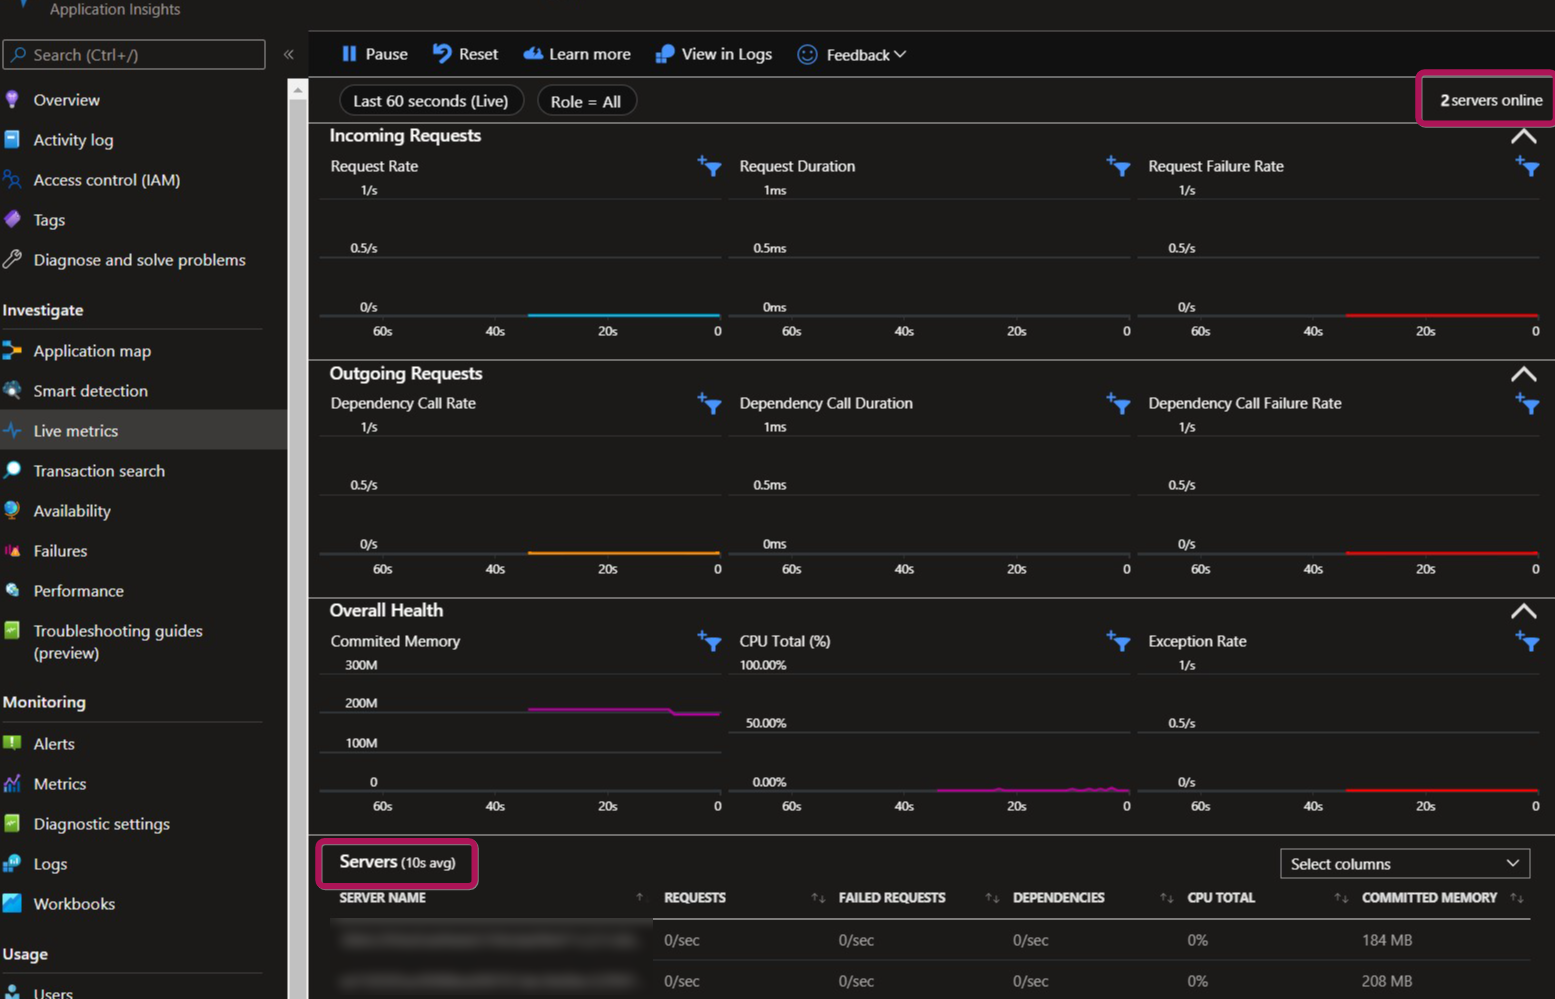 Application Insights
Search (Ctrl+/)
«
Overview
Activity log
Access control (IAM)
Tags
Diagnose and solve problems
Investigate
Application map
Smart detection
Live metrics
Transaction search
Availability
Failures
Performance
Troubleshooting guides
(preview)
Monitoring
Alerts
Metrics
Diagnostic settings
Logs
Workbooks
Usage
Users
Pause Reset Learn more View in Logs Feedback
Last 60 seconds (Live) Role = All 2 servers online
Incoming Requests
Request Rate
1/s
0.5/s
0/s
60s 40s 20s 0
Request Duration
1ms
0.5ms
0ms
60s 40s 20s 0
Request Failure Rate
1/s
0.5/s
0/s
60s 40s 20s 0
Outgoing Requests
Dependency Call Rate
1/s
0.5/s
0/s
60s 40s 20s 0
Dependency Call Duration
1ms
0.5ms
0ms
60s 40s 20s 0
Dependency Call Failure Rate
1/s
0.5/s
0/s
60s 40s 20s 0
Overall Health
Commited Memory
300M
200M
100M
0
60s 40s 20s 0
CPU Total (%)
100.00%
50.00%
0.00%
60s 40s 20s 0
Exception Rate
1/s
0.5/s
0/s
60s 40s 20s 0
Servers (10s avg)
Select columns
SERVER NAME REQUESTS FAILED REQUESTS DEPENDENCIES CPU TOTAL COMMITTED MEMORY
0/sec 0/sec 0/sec 0% 184 MB
0/sec 0/sec 0/sec 0% 208 MB